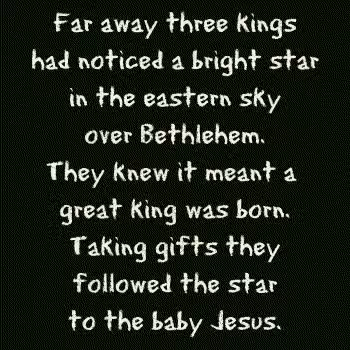 Far away three kings
had noticed a bright star
in the eastern sky
over Bethlehem.
They knew it meant a
great king was born.
Taking gifts they
followed the star
to the baby Jesus.